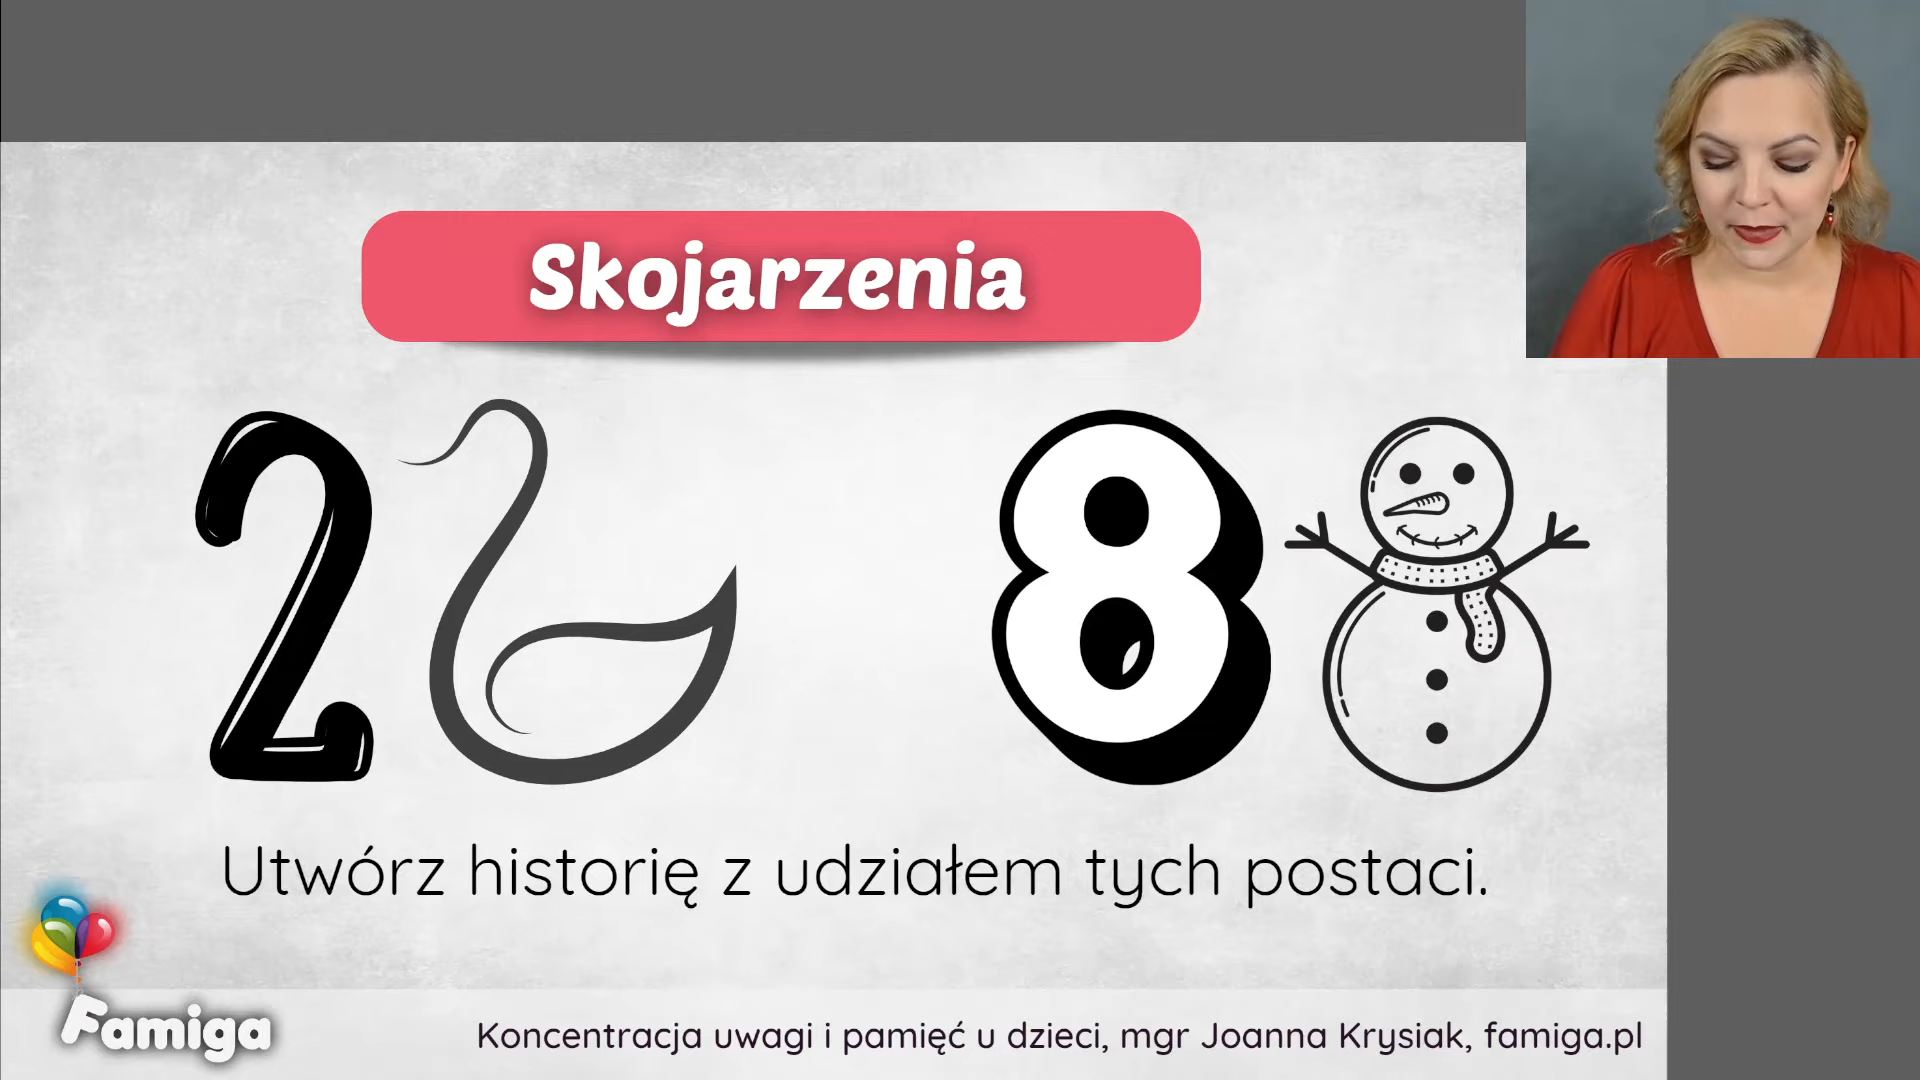 Skojarzenia
2 8
Utwórz historię z udziałem tych postaci.
Famiga
Koncentracja uwagi i pamięć u dzieci, mgr Joanna Krysiak, famiga.pl